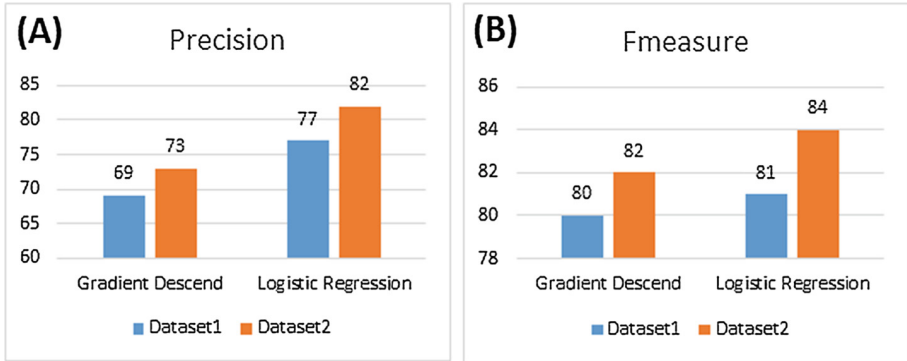 (A)
Precision
85
80
75
70
65
60
69
73
77
82
Gradient Descend
Logistic Regression
Dataset1
Dataset2
(B)
Fmeasure
86
84
82
80
78
80
82
81
84
Gradient Descend
Logistic Regression
Dataset1
Dataset2